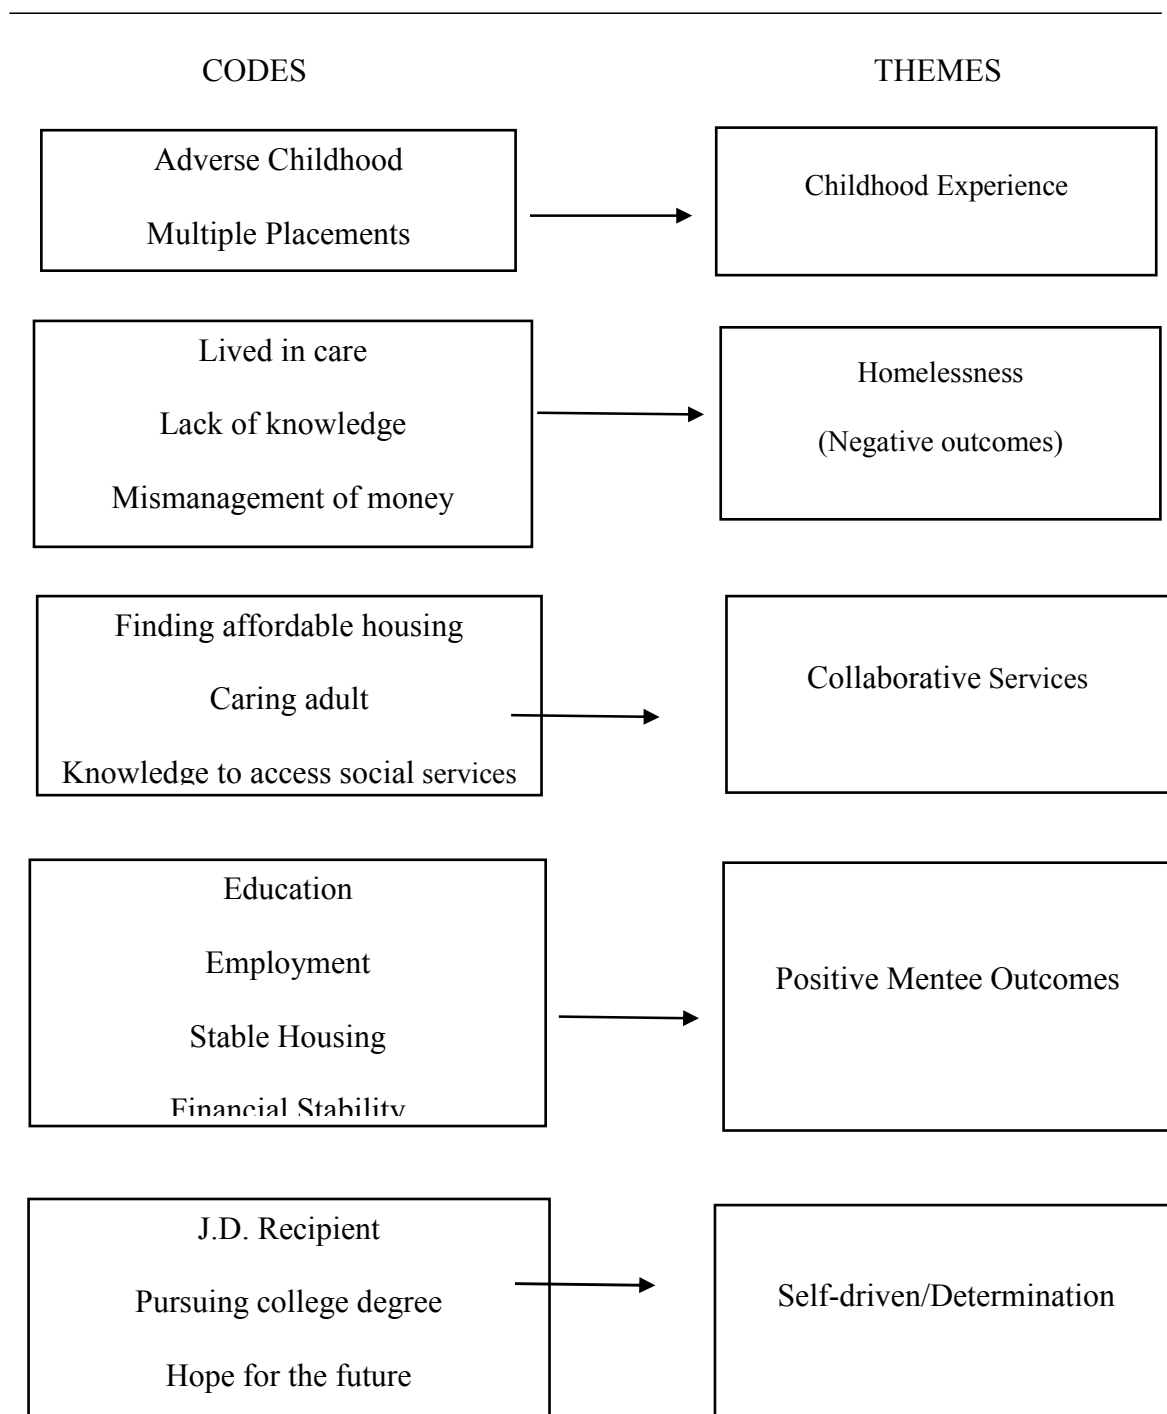 CODES THEMES
Adverse Childhood
Multiple Placements
Childhood Experience
Lived in care
Lack of knowledge
Mismanagement of money
Homelessness
(Negative outcomes)
Finding affordable housing
Caring adult
Knowledge to access social services
Collaborative Services
Education
Employment
Stable Housing
Financial Stability
Positive Mentee Outcomes
J.D. Recipient
Pursuing college degree
Hope for the future
Self-driven/Determination